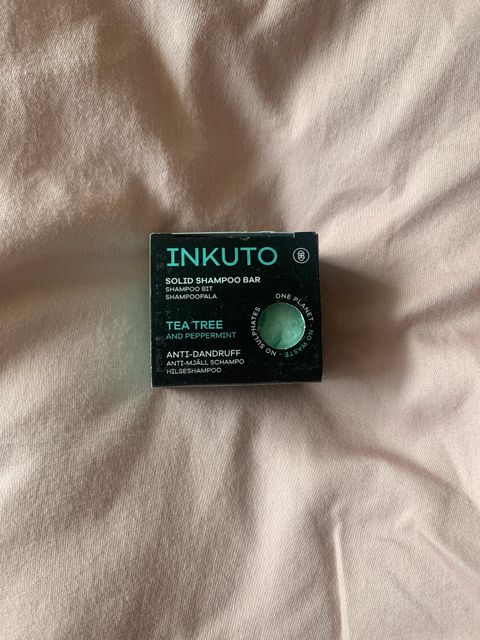 INKUTO
SOLID SHAMPOO BAR
SHAMPOO BIT
SHAMPOOPALA
TEA TREE
AND PEPPERMINT
ANTI-DANDRUFF
ANTI-MJÄLL SCHAMPO
HILSESHAMPOO
ONE PLANET - NO WASTE - NO SULPHATES